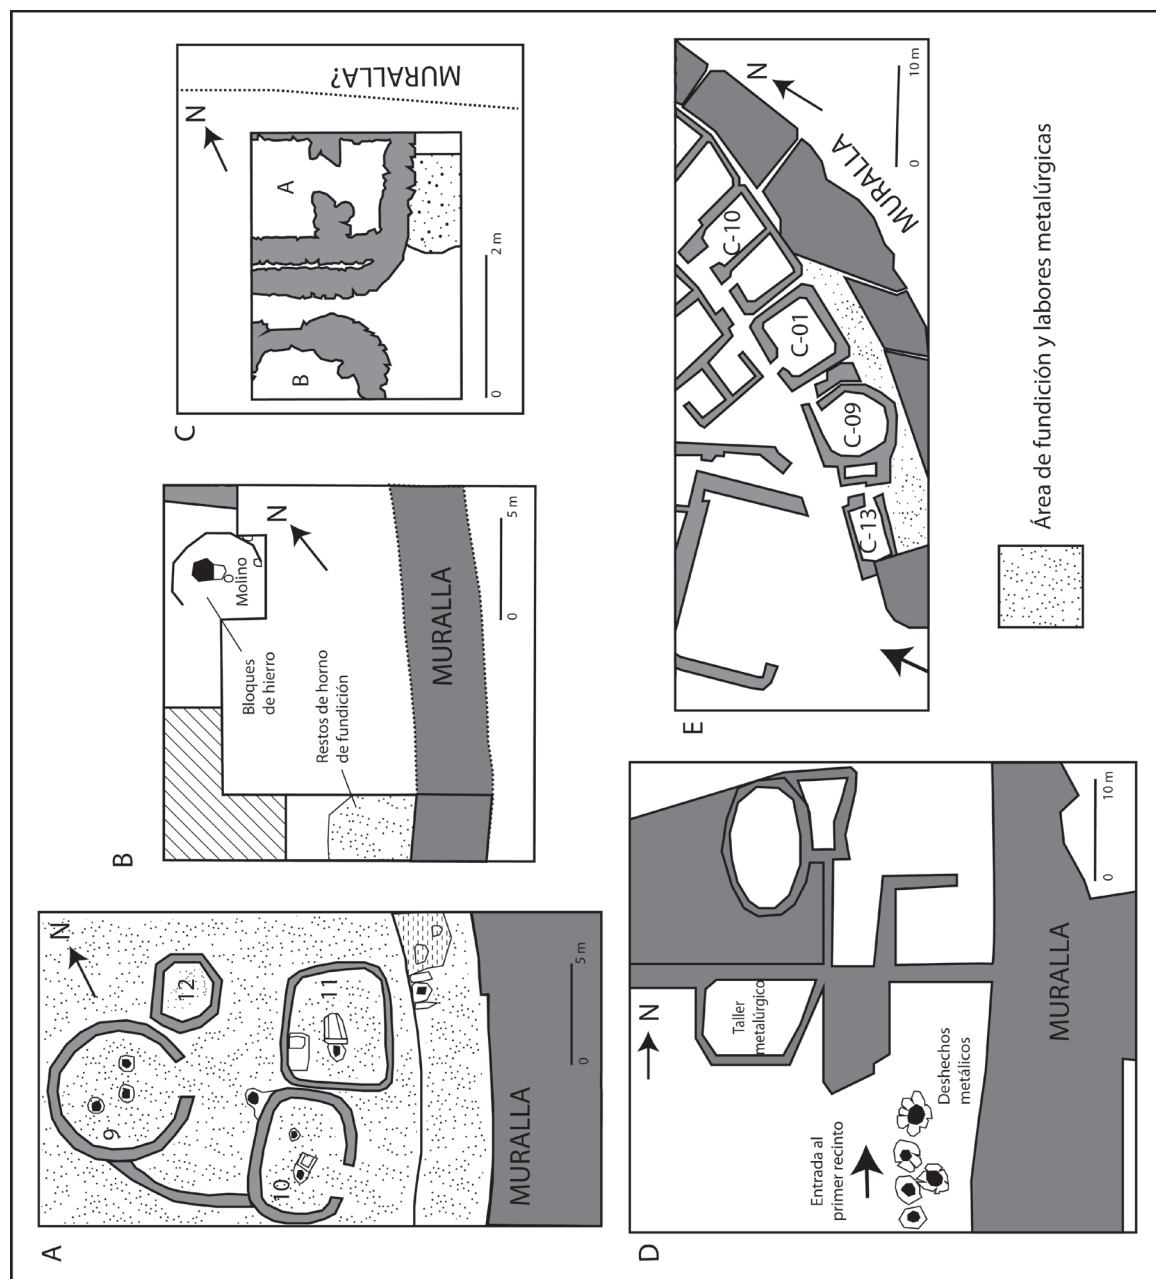 A
N
9
10
11
12
MURALLA
0
5 m
B
N
Molino
Bloques
de hierro
Restos de horno
de fundición
MURALLA
0
5 m
C
N
MURALLA?
A
B
0
2 m
D
N
Taller
metalúrgico
Entrada al
primer recinto
Deshechos
metálicos
MURALLA
0
10 m
E
N
MURALLA
C-10
C-01
C-09
C-13
0
10 m
Área de fundición y labores metalúrgicas